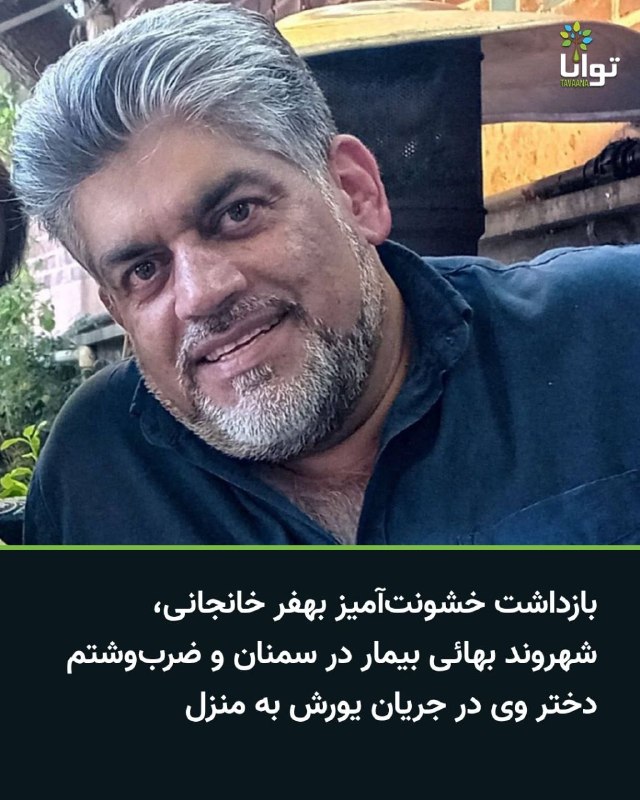 توانا
TAVAANA
بازداشت خشونت‌آمیز بهفر خانجانی،
شهروند بهائی بیمار در سمنان و ضرب‌وشتم
دختر وی در جریان یورش به منزل